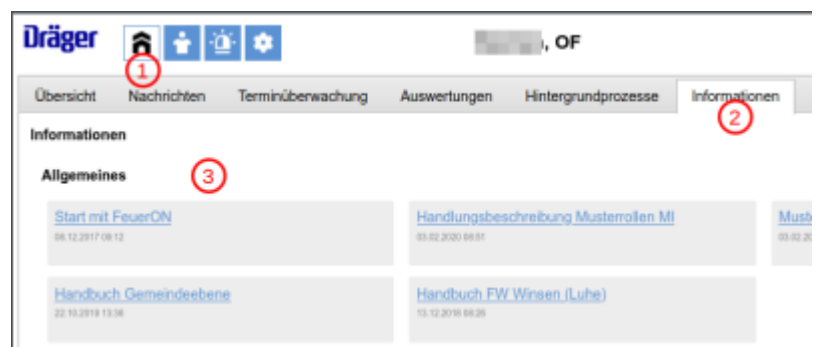 Dräger
, OF
1
Übersicht Nachrichten Terminüberwachung Auswertungen Hintergrundprozesse Informationen
2
Informationen
Allgemeines 3
Start mit FeuerON Handlungsbeschreibung Musterrollen MI
08.12.2017 09:12 03.02.2020 08:51
Handbuch Gemeindeebene Handbuch FW Winsen (Luhe)
22.10.2019 13:36 13.12.2016 08:26